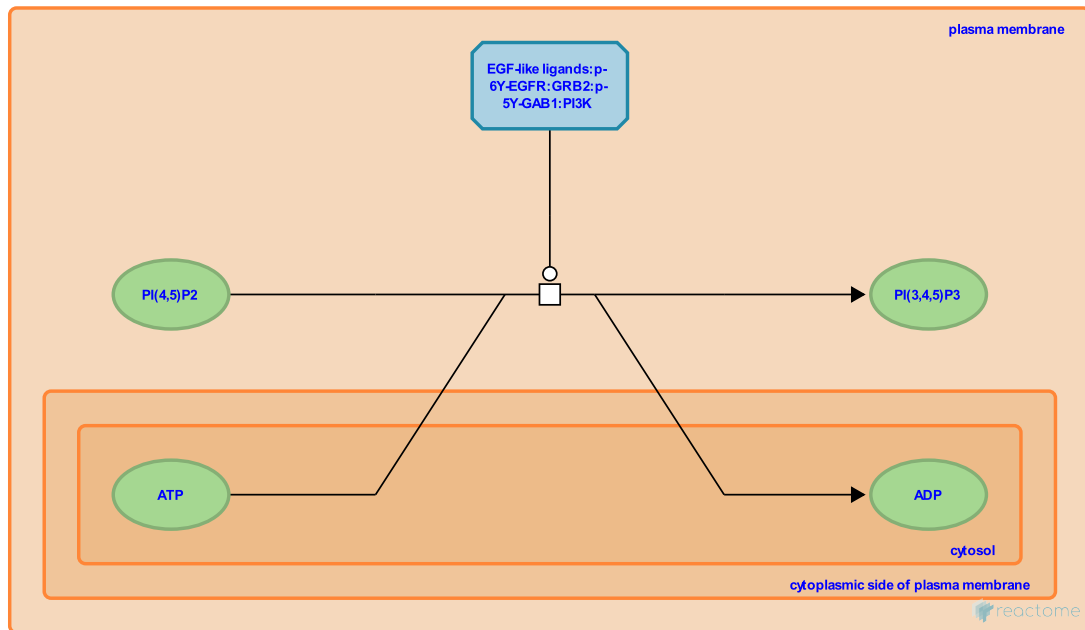 plasma membrane
EGF-like ligands:p-
6Y-EGFR:GRB2:p-
5Y-GAB1:PI3K
PI(4,5)P2
PI(3,4,5)P3
ATP
ADP
cytosol
cytoplasmic side of plasma membrane
reactome